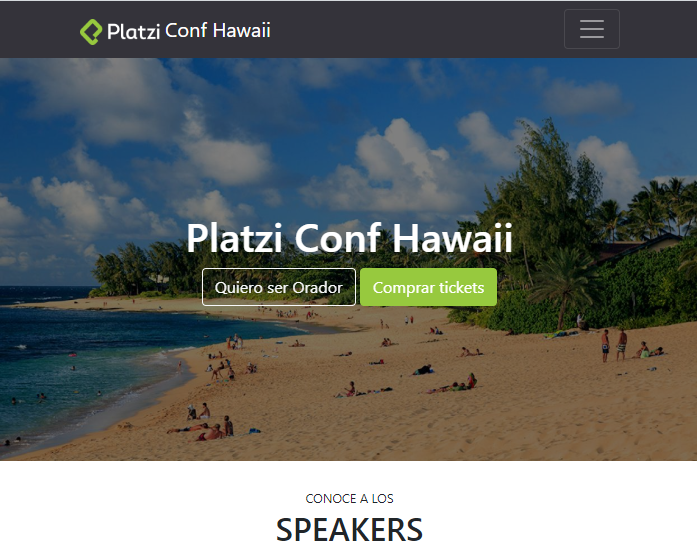 Platzi Conf Hawaii
Platzi Conf Hawaii
Quiero ser Orador Comprar tickets
CONOCE A LOS
SPEAKERS